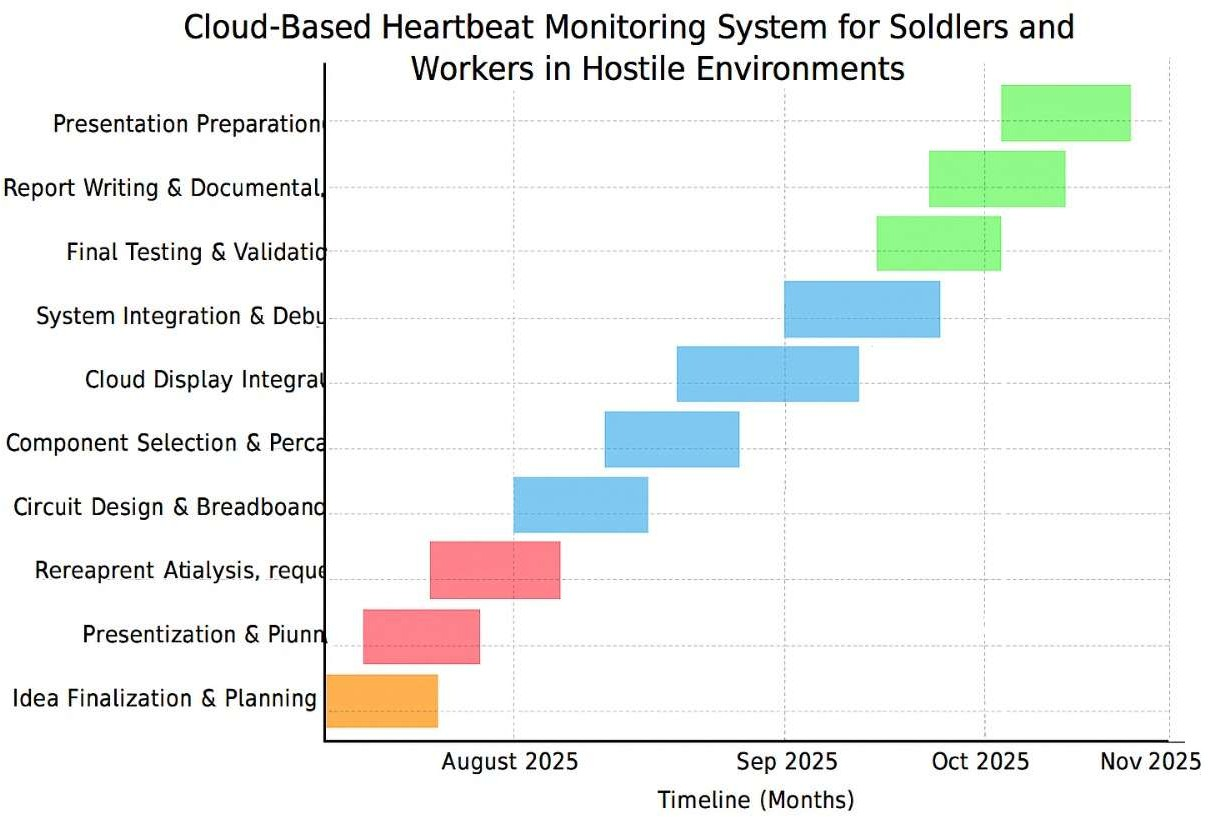 Cloud-Based Heartbeat Monitoring System for Soldlers and
Workers in Hostile Environments
Presentation Preparation
Report Writing & Documental,
Final Testing & Validatio
System Integration & Debu
Cloud Display Integra
Component Selection & Perca
Circuit Design & Breadboard
Rereaprent Atialysis, reque
Presentization & Piunn
Idea Finalization & Planning
August 2025
Sep 2025
Oct 2025
Nov 2025
Timeline (Months)